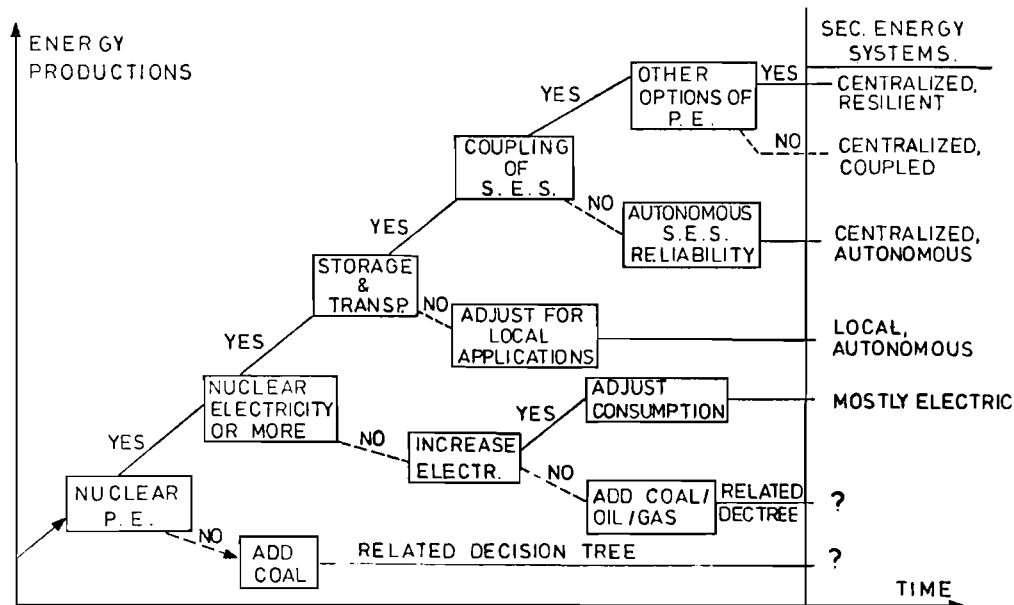 ENERGY
PRODUCTIONS
SEC. ENERGY
SYSTEMS.
OTHER
OPTIONS OF
P. E.
YES
CENTRALIZED,
RESILIENT
NO
CENTRALIZED,
COUPLED
YES
COUPLING
OF
S. E. S.
NO
AUTONOMOUS
S.E.S.
RELIABILITY
CENTRALIZED,
AUTONOMOUS
YES
STORAGE
&
TRANSP.
NO
ADJUST FOR
LOCAL
APPLICATIONS
LOCAL,
AUTONOMOUS
YES
NUCLEAR
ELECTRICITY
OR MORE
NO
INCREASE
ELECTR.
YES
ADJUST
CONSUMPTION
MOSTLY ELECTRIC
NO
ADD COAL/
OIL/GAS
RELATED
DECTREE
?
YES
NUCLEAR
P. E.
NO
ADD
COAL
RELATED DECISION TREE
?
TIME